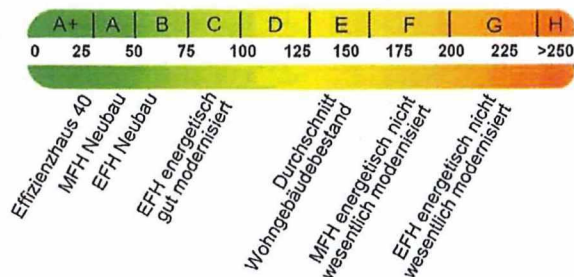 A+ A B C D E F G H
0 25 50 75 100 125 150 175 200 225 >250
Effizienzhaus 40
MFH Neubau
EFH Neubau
EFH energetisch
gut modernisiert
Durchschnitt
Wohngebäudebestand
MFH energetisch nicht
wesentlich modernisiert
EFH energetisch nicht
wesentlich modernisiert